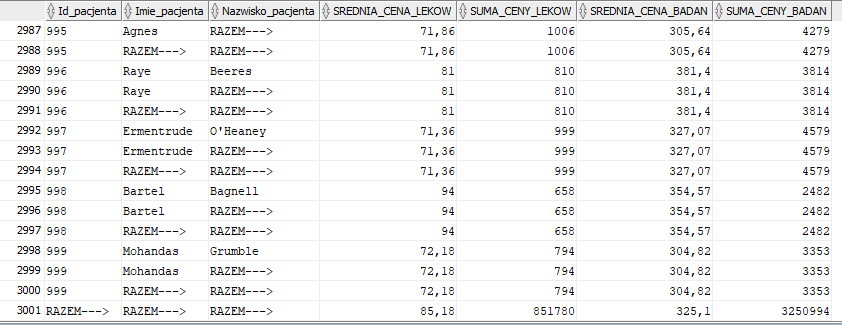 Id_pacjenta Imie_pacjenta Nazwisko_pacjenta SREDNIA_CENA_LEKOW SUMA_CENY_LEKOW SREDNIA_CENA_BADAN SUMA_CENY_BADAN
2987 995 Agnes RAZEM---> 71,86 1006 305,64 4279
2988 995 RAZEM---> RAZEM---> 71,86 1006 305,64 4279
2989 996 Raye Beeres 81 810 381,4 3814
2990 996 Raye RAZEM---> 81 810 381,4 3814
2991 996 RAZEM---> RAZEM---> 81 810 381,4 3814
2992 997 Ermentrude O'Heaney 71,36 999 327,07 4579
2993 997 Ermentrude RAZEM---> 71,36 999 327,07 4579
2994 997 RAZEM---> RAZEM---> 71,36 999 327,07 4579
2995 998 Bartel Bagnell 94 658 354,57 2482
2996 998 Bartel RAZEM---> 94 658 354,57 2482
2997 998 RAZEM---> RAZEM---> 94 658 354,57 2482
2998 999 Mohandas Grumble 72,18 794 304,82 3353
2999 999 Mohandas RAZEM---> 72,18 794 304,82 3353
3000 999 RAZEM---> RAZEM---> 72,18 794 304,82 3353
3001 RAZEM---> RAZEM---> RAZEM---> 85,18 851780 325,1 3250994